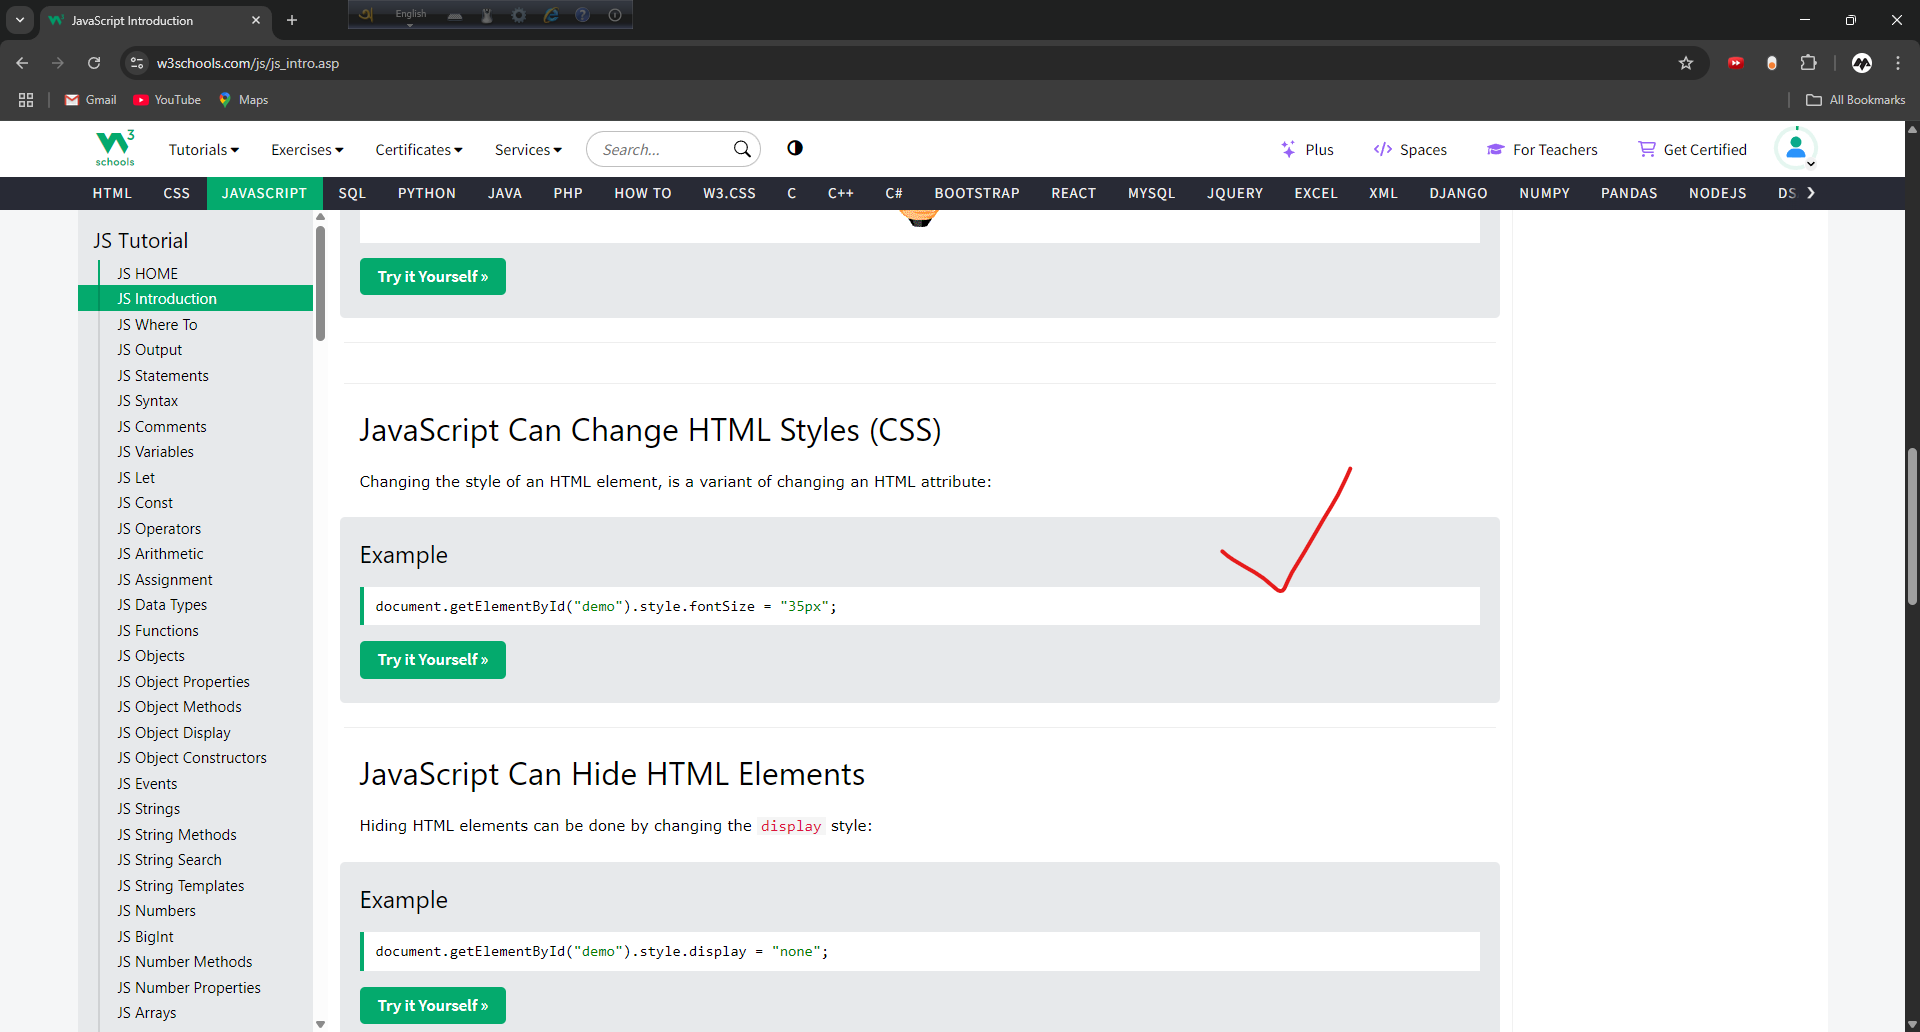 JavaScript Introduction
English
w3schools.com/js/js_intro.asp
Gmail YouTube Maps All Bookmarks
W3 schools
Tutorials Exercises Certificates Services Search... Plus Spaces For Teachers Get Certified
HTML CSS JAVASCRIPT SQL PYTHON JAVA PHP HOW TO W3.CSS C C++ C# BOOTSTRAP REACT MYSQL JQUERY EXCEL XML DJANGO NUMPY PANDAS NODEJS DS
JS Tutorial
JS HOME
JS Introduction
JS Where To
JS Output
JS Statements
JS Syntax
JS Comments
JS Variables
JS Let
JS Const
JS Operators
JS Arithmetic
JS Assignment
JS Data Types
JS Functions
JS Objects
JS Object Properties
JS Object Methods
JS Object Display
JS Object Constructors
JS Events
JS Strings
JS String Methods
JS String Search
JS String Templates
JS Numbers
JS BigInt
JS Number Methods
JS Number Properties
JS Arrays
Try it Yourself »
JavaScript Can Change HTML Styles (CSS)
Changing the style of an HTML element, is a variant of changing an HTML attribute:
Example
document.getElementById("demo").style.fontSize = "35px";
Try it Yourself »
JavaScript Can Hide HTML Elements
Hiding HTML elements can be done by changing the display style:
Example
document.getElementById("demo").style.display = "none";
Try it Yourself »